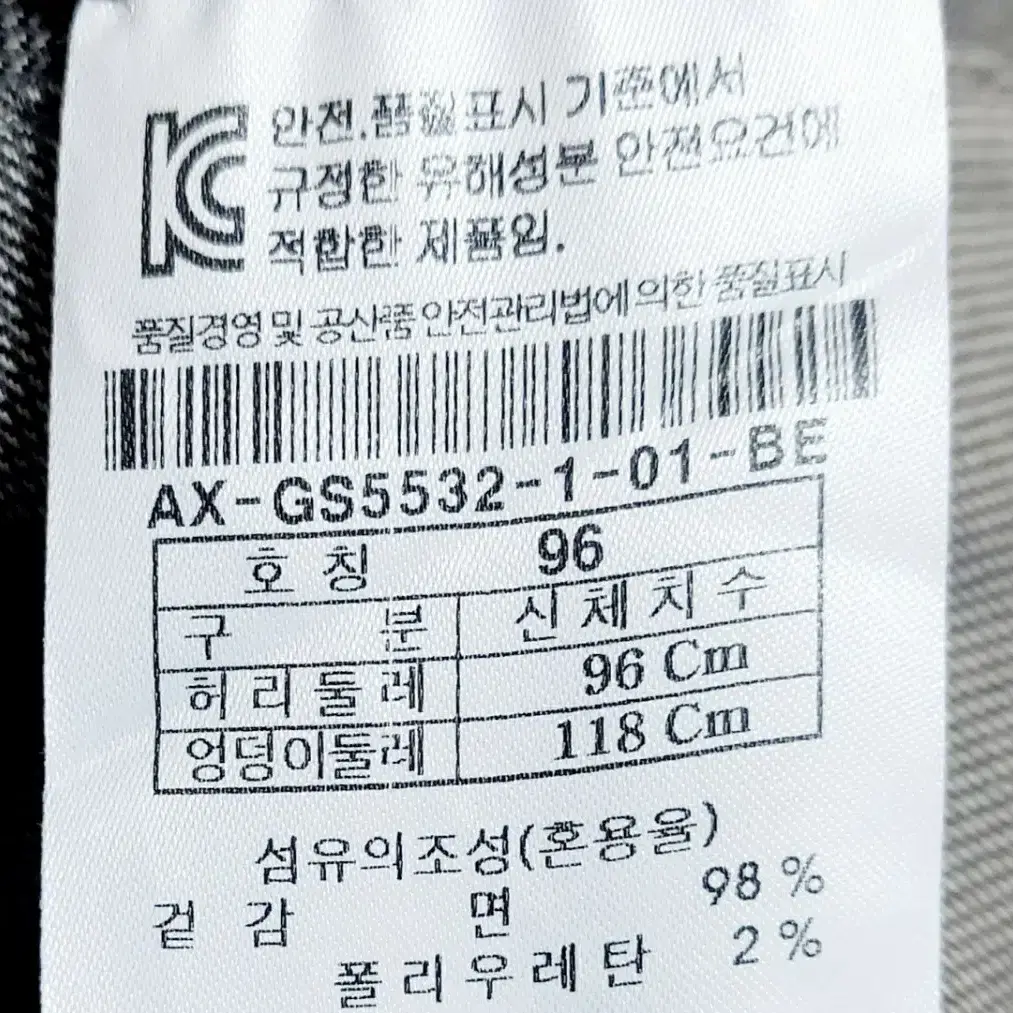 KC 안전.품질표시 기준에서
규정한 유해성분 안전요건에
적합한 제품임.
품질경영 및 공산품안전관리법에의한 품질표시
AX-GS5532-1-01-BE
호 칭 96
구 분 신체치수
허리둘레 96 Cm
엉덩이둘레 118 Cm
섬유의조성(혼용율)
겉 감 면 98 %
폴리우레탄 2 %